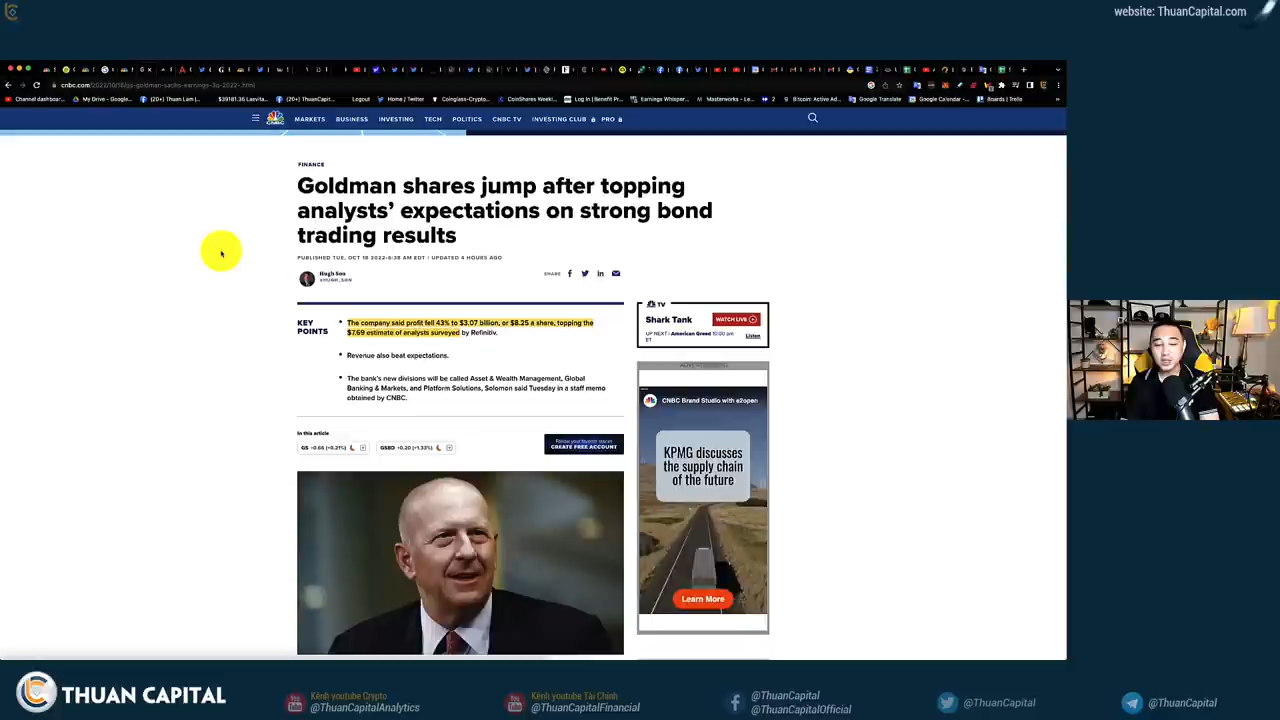 website: ThuanCapital.com
MARKETS BUSINESS INVESTING TECH POLITICS CNBC TV INVESTING CLUB PRO
FINANCE
Goldman shares jump after topping
analysts' expectations on strong bond
trading results
PUBLISHED TUE, OCT 18 2022•6:38 AM EDT | UPDATED 4 HOURS AGO
Hugh Son
@HUGH_SON
SHARE
KEY
POINTS
The company said profit fell 43% to $3.07 billion, or $8.25 a share, topping the
$7.69 estimate of analysts surveyed by Refinitiv.
Revenue also beat expectations.
The bank's new divisions will be called Asset & Wealth Management, Global
Banking & Markets, and Platform Solutions, Solomon said Tuesday in a staff memo
obtained by CNBC.
In this article
GS +0.66 (+0.21%) GSBD +0.20 (+1.33%)
CREATE FREE ACCOUNT
TV
Shark Tank
WATCH LIVE
UP NEXT | American Greed 10:00 pm
ET
Listen
CNBC Brand Studio with e2open
KPMG discusses
the supply chain
of the future
Learn More
THUAN CAPITAL
Kênh youtube Crypto
@ThuanCapitalAnalytics
Kênh youtube Tài Chính
@ThuanCapitalFinancial
@ThuanCapital
@ThuanCapitalOfficial
@ThuanCapital
@ThuanCapital